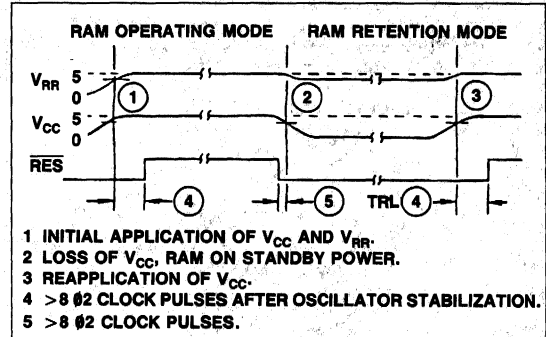 RAM OPERATING MODE RAM RETENTION MODE
VRR 5
0
1 2 3
VCC 5
0
RES
4 5 TRL 4
1 INITIAL APPLICATION OF VCC AND VRR.
2 LOSS OF VCC, RAM ON STANDBY POWER.
3 REAPPLICATION OF VCC.
4 >8 Ø2 CLOCK PULSES AFTER OSCILLATOR STABILIZATION.
5 >8 Ø2 CLOCK PULSES.